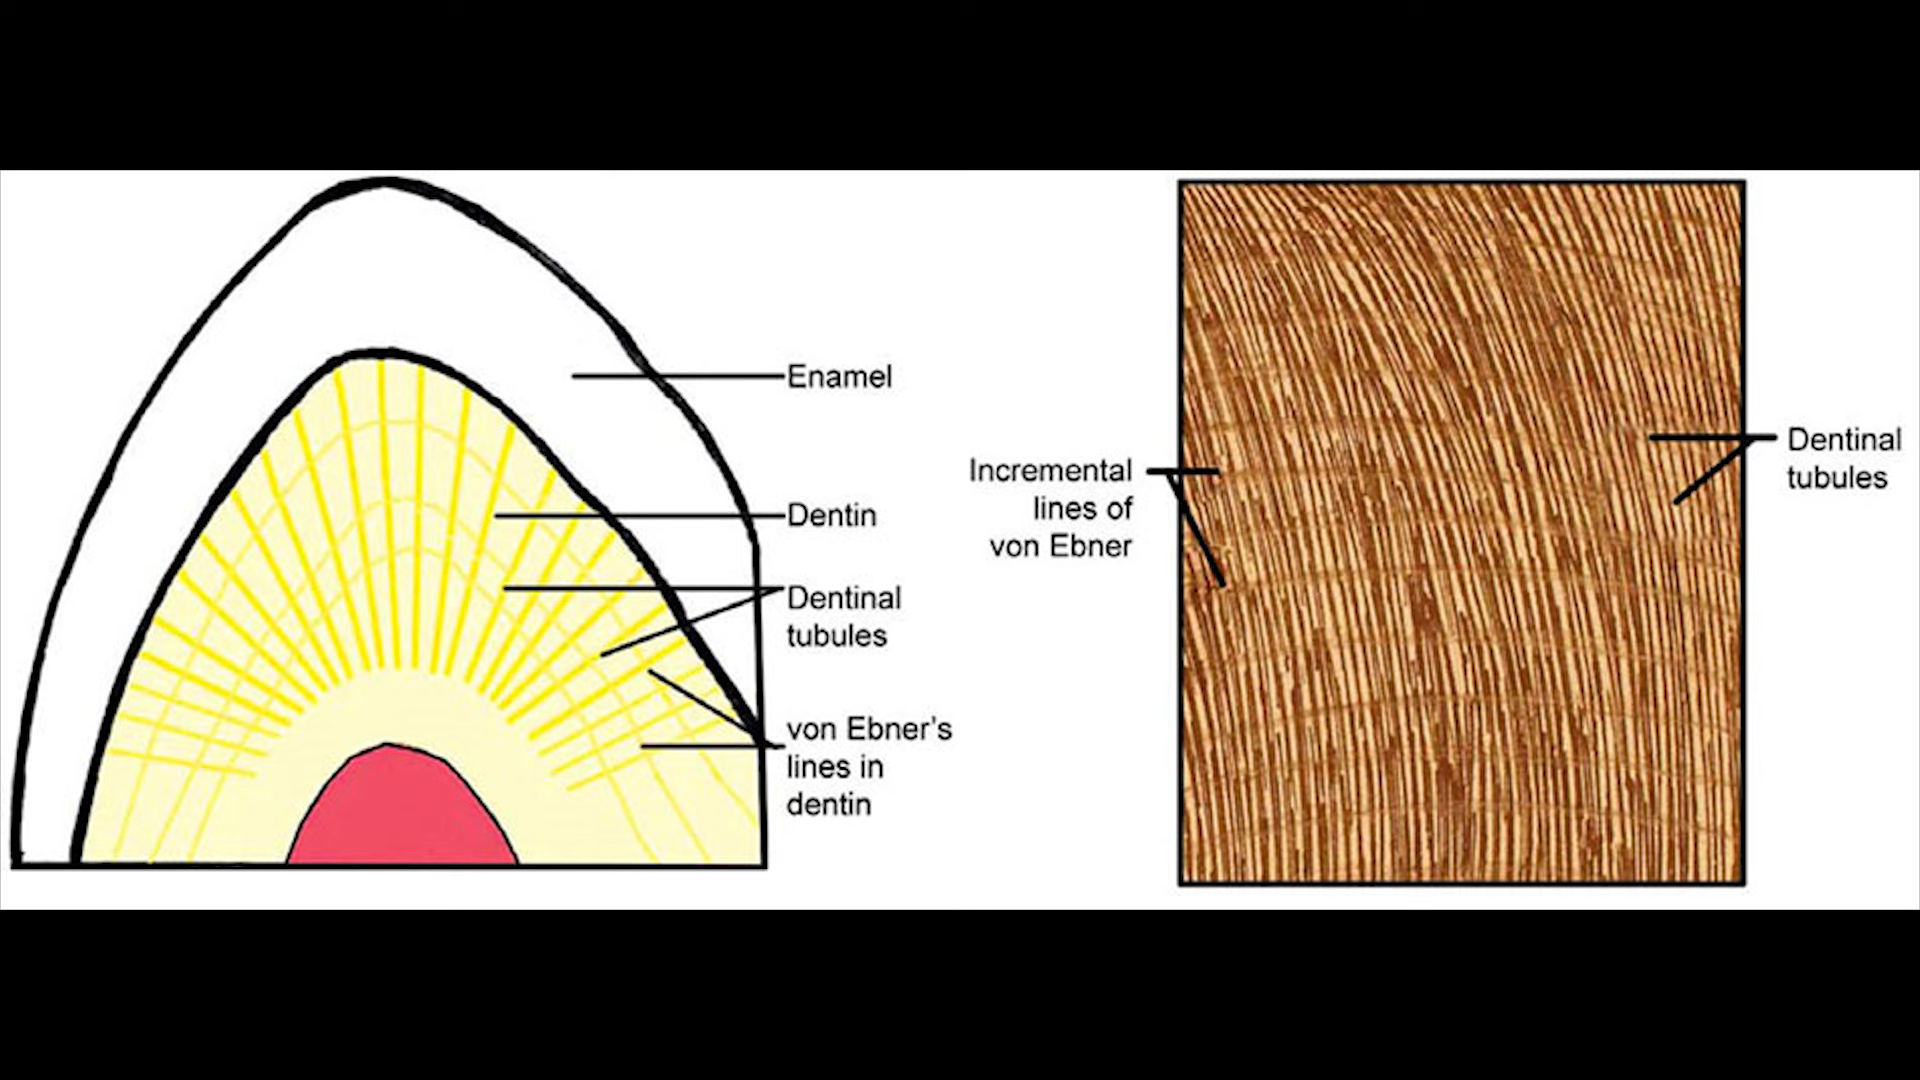 Enamel
Dentin
Dentinal
tubules
von Ebner's
lines in
dentin
Incremental
lines of
von Ebner
Dentinal
tubules